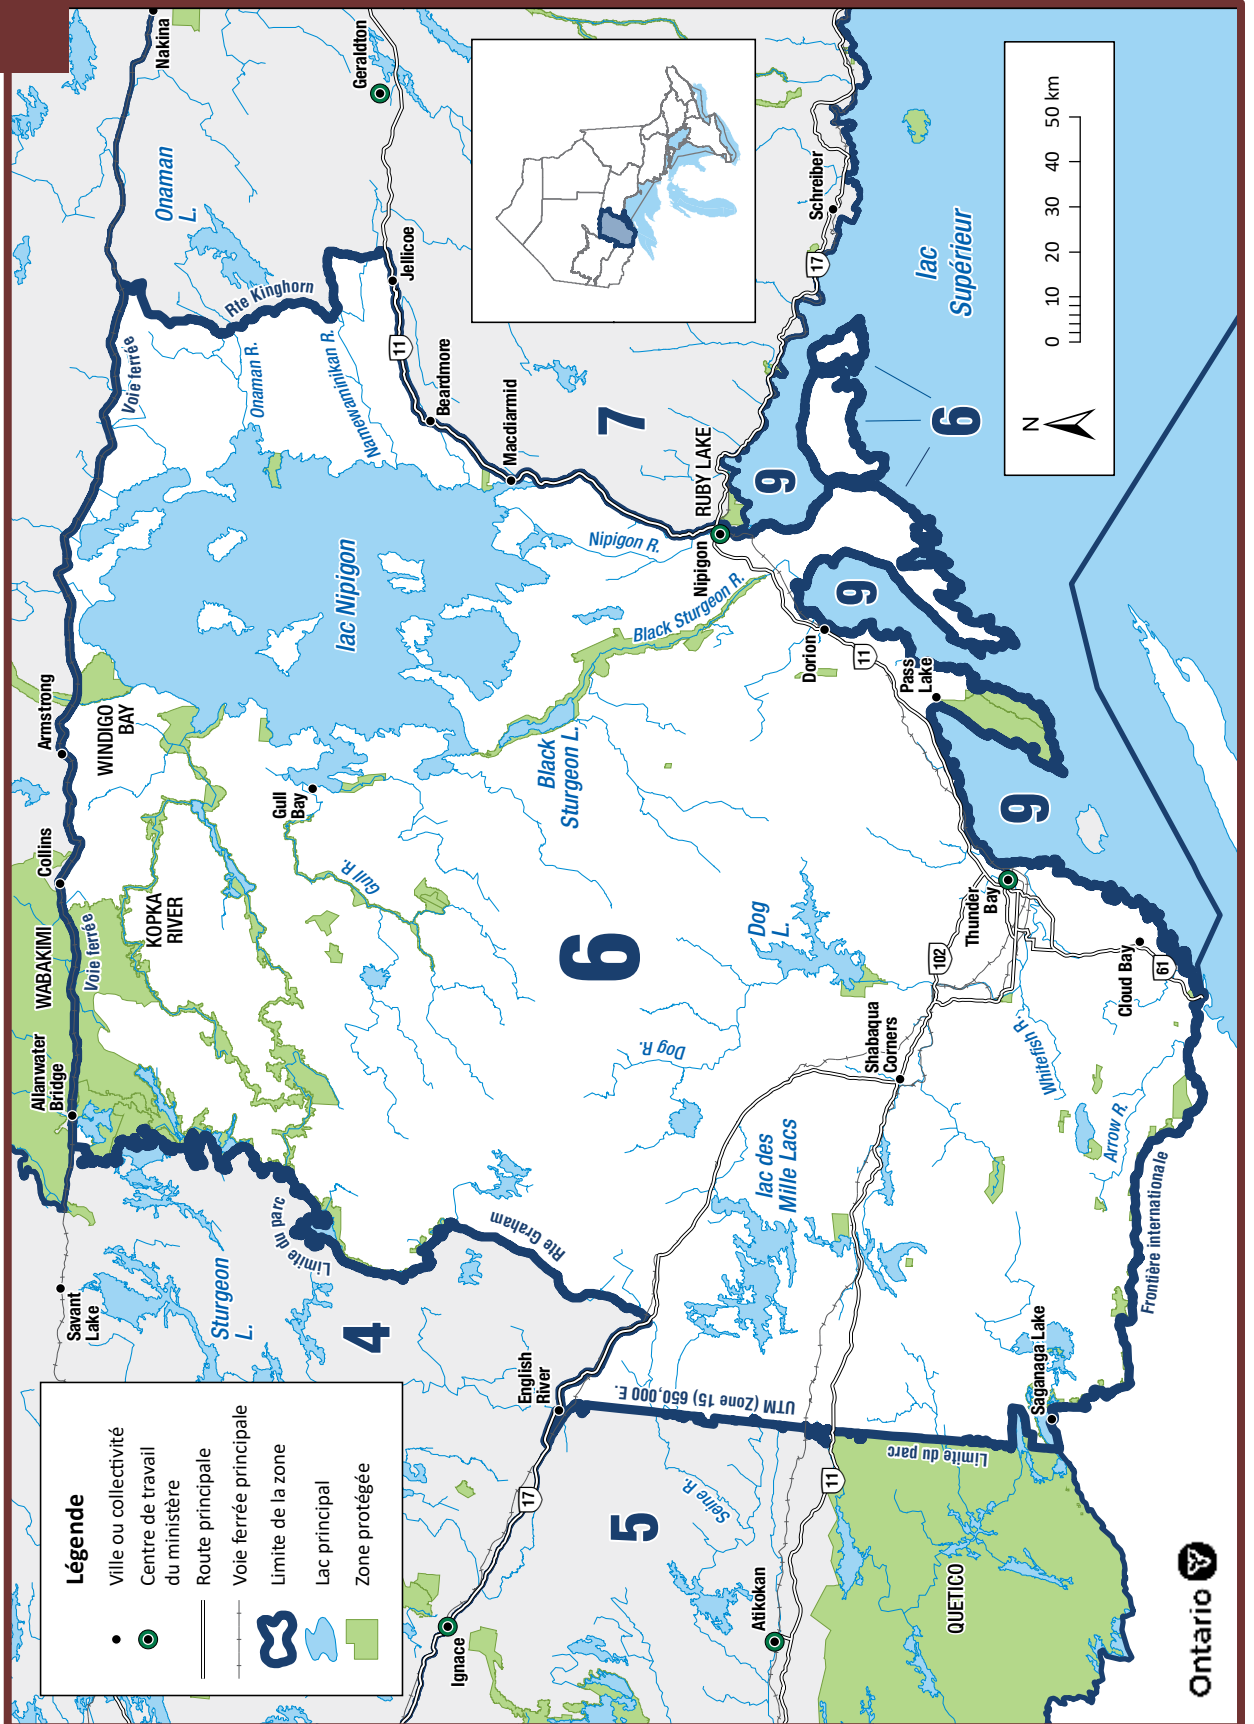 Légende
Ville ou collectivité
Centre de travail
du ministère
Route principale
Voie ferrée principale
Limite de la zone
Lac principal
Zone protégée
Savant
Lake
Allanwater
Bridge
WABAKIMI
Voie ferrée
Collins
Armstrong
Voie ferrée
Nakina
Onaman
L.
Geraldton
Rte Kinghorn
Jellicoe
11
Onaman R.
Namewaminikan R.
Beardmore
Macdiarmid
WINDIGO
BAY
KOPKA
RIVER
Gull
Bay
Gull R.
lac Nipigon
Sturgeon
L.
Limite du parc
4
Rte Graham
English
River
17
Ignace
5
Seine R.
UTM (Zone 15) 650,000 E.
Atikokan
11
Limite du parc
QUETICO
Saganaga Lake
6
Dog R.
Dog
L.
lac des
Mille Lacs
Shabaqua
Corners
102
Black
Sturgeon L.
Black Sturgeon R.
Nipigon R.
Nipigon
RUBY LAKE
7
Schreiber
17
lac
Supérieur
9
6
9
Dorion
11
Pass
Lake
9
Thunder
Bay
Cloud Bay
61
Whitefish R.
Arrow R.
Frontière internationale
N
0 10 20 30 40 50 km
Ontario